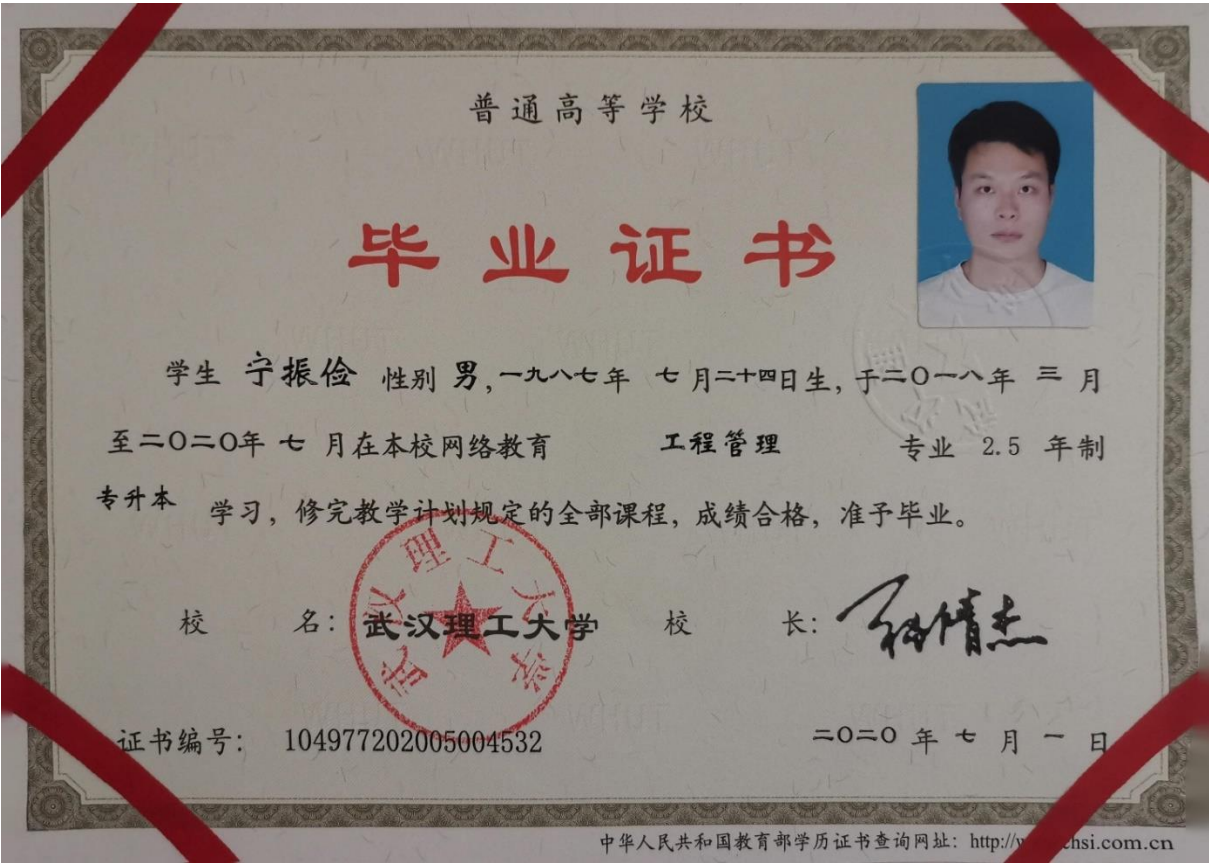 普通高等学校
毕业证书
学生 宁振俭 性别 男,一九八七年 七月二十四日生,于二〇一八年 三 月
至二〇二〇年 七 月在本校网络教育 工程管理 专业 2.5 年制
专升本 学习,修完教学计划规定的全部课程,成绩合格,准予毕业。
武汉理工大学
校 名: 武汉理工大学 校 长:
证书编号: 104977202005004532 二〇二〇 年 七 月 一 日
中华人民共和国教育部学历证书查询网址: http://
hsi.com.cn